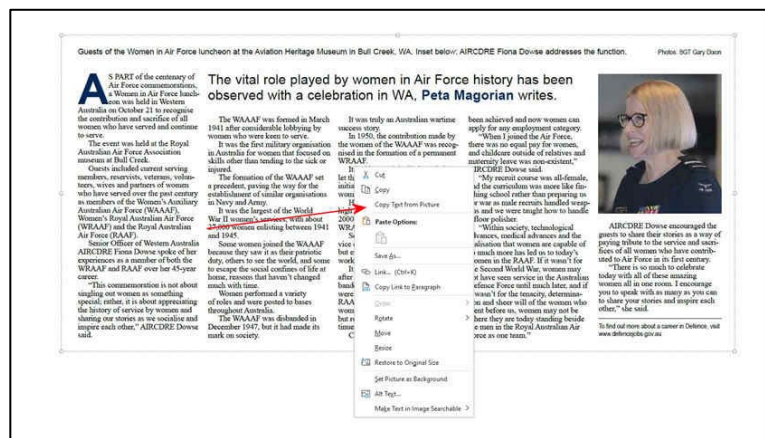 Guests of the Women in Air Force luncheon at the Aviation Heritage Museum in Bull Creek, WA. Inset below: AIRCDRE Fiona Dowse addresses the function.
Photos: SGT Gary Dixon
The vital role played by women in Air Force history has been
observed with a celebration in WA, Peta Magorian writes.
AS PART of the centenary of
Air Force commemorations,
a Women in Air Force lunch-
eon was held in Western
Australia on October 21 to recognise
the contribution and sacrifice of all
women who have served and continue
to serve.
The event was held at the Royal
Australian Air Force Association
museum at Bull Creek.
Guests included current serving
members, reservists, veterans, volun-
teers, wives and partners of women
who have served over the past century
as members of the Women's Auxiliary
Australian Air Force (WAAAF),
Women's Royal Australian Air Force
(WRAAF) and the Royal Australian
Air Force (RAAF).
Senior Officer of Western Australia
AIRCDRE Fiona Dowse spoke of her
experiences as a member of both the
WRAAF and RAAF over her 45-year
career.
"This commemoration is not about
singling out women as something
special; rather, it is about appreciating
the history of service by women and
sharing our stories as we socialise and
inspire each other," AIRCDRE Dowse
said.
The WAAAF was formed in March
1941 after considerable lobbying by
women who were keen to serve.
It was the first military organisation
in Australia for women that focused on
skills other than tending to the sick or
injured.
The formation of the WAAAF set
a precedent, paving the way for the
establishment of similar organisations
in Navy and Army.
It was the largest of the World
War II women's services, with about
27,000 women enlisting between 1941
and 1945.
Some women joined the WAAAF
because they saw it as their patriotic
duty, others to see the world, and some
to escape the social confines of life at
home, reasons that haven't changed
much with time.
Women performed a variety
of roles and were posted to bases
throughout Australia.
The WAAAF was disbanded in
December 1947, but it had made its
mark on society.
It was truly an Australian wartime
success story.
In 1950, the contribution made by
the women of the WAAAF was recog-
nised in the formation of a permanent
WRAAF.
Cut
Copy
Copy Text from Picture
Paste Options:
Save As...
Link... (Ctrl+K)
Copy Link to Paragraph
Order
Rotate
Move
Resize
Restore to Original Size
Set Picture as Background
Alt Text...
Make Text in Image Searchable
been achieved and now women can
apply for any employment category.
"When I joined the Air Force,
there was no equal pay for women,
and childcare outside of relatives and
maternity leave was non-existent,"
AIRCDRE Dowse said.
"My recruit course was all-female,
and the curriculum was more like fin-
ishing school rather than preparing us
for war as male recruits handled weap-
ons and we were taught how to handle
floor polisher.
"Within society, technological
advances, medical advances and the
realisation that women are capable of
so much more has led us to today's
women in the RAAF. If it wasn't for
the Second World War, women may
not have seen service in the Australian
Defence Force until much later, and if
it wasn't for the tenacity, determina-
tion and sheer will of the women who
went before us, women may not be
where they are today standing beside
the men in the Royal Australian Air
Force as one team."
AIRCDRE Dowse encouraged the
guests to share their stories as a way of
paying tribute to the service and sacri-
fices of all women who have contrib-
uted to Air Force in its first century.
"There is so much to celebrate
today with all of these amazing
women all in one room. I encourage
you to speak with as many as you can
to share your stories and inspire each
other," she said.
To find out more about a career in Defence, visit
www.defencejobs.gov.au